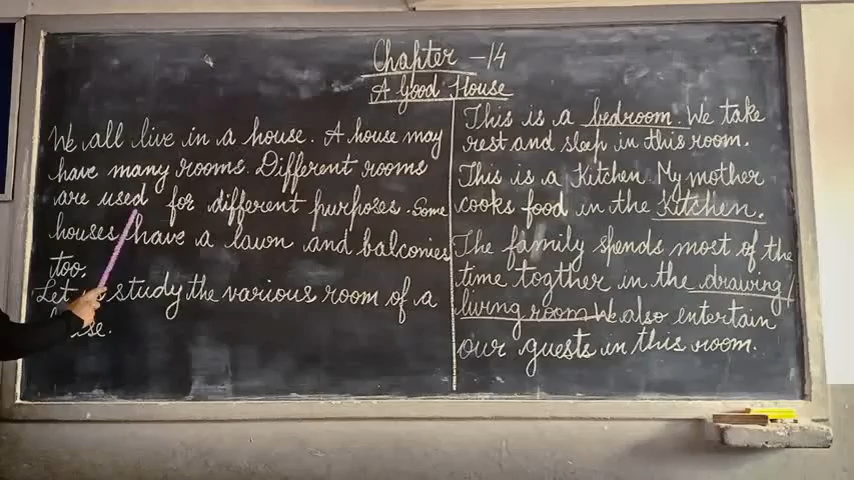 Chapter - 14
A Good House
We all live in a house. A house may
have many rooms. Different rooms
are used for different purposes. Some
houses have a lawn and balconies
too.
Let study the various room of a
This is a bedroom. We take
rest and sleep in this room.
This is a Kitchen. My mother
cooks food in the Kitchen.
The family spends most of the
time togther in the drawing/
living room We also entertain
our guests in this room.